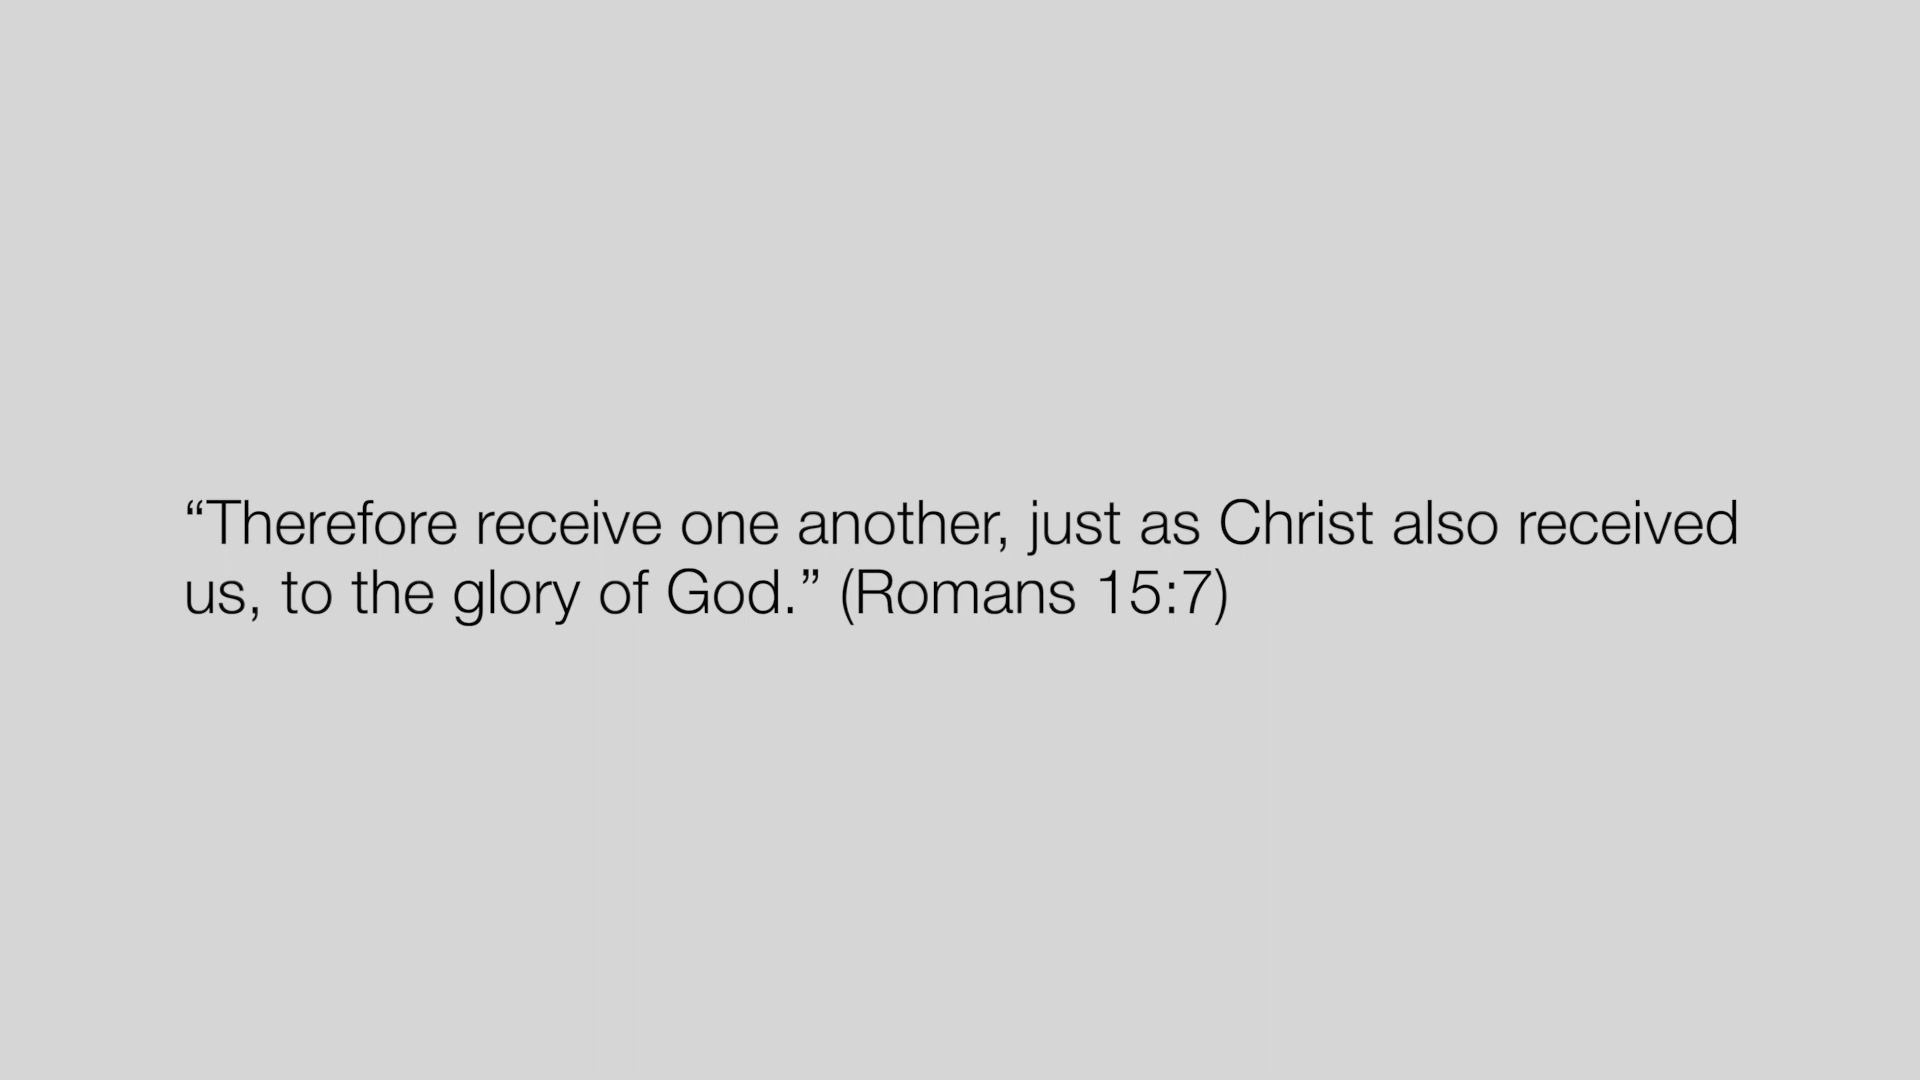 “Therefore receive one another, just as Christ also received
us, to the glory of God.” (Romans 15:7)